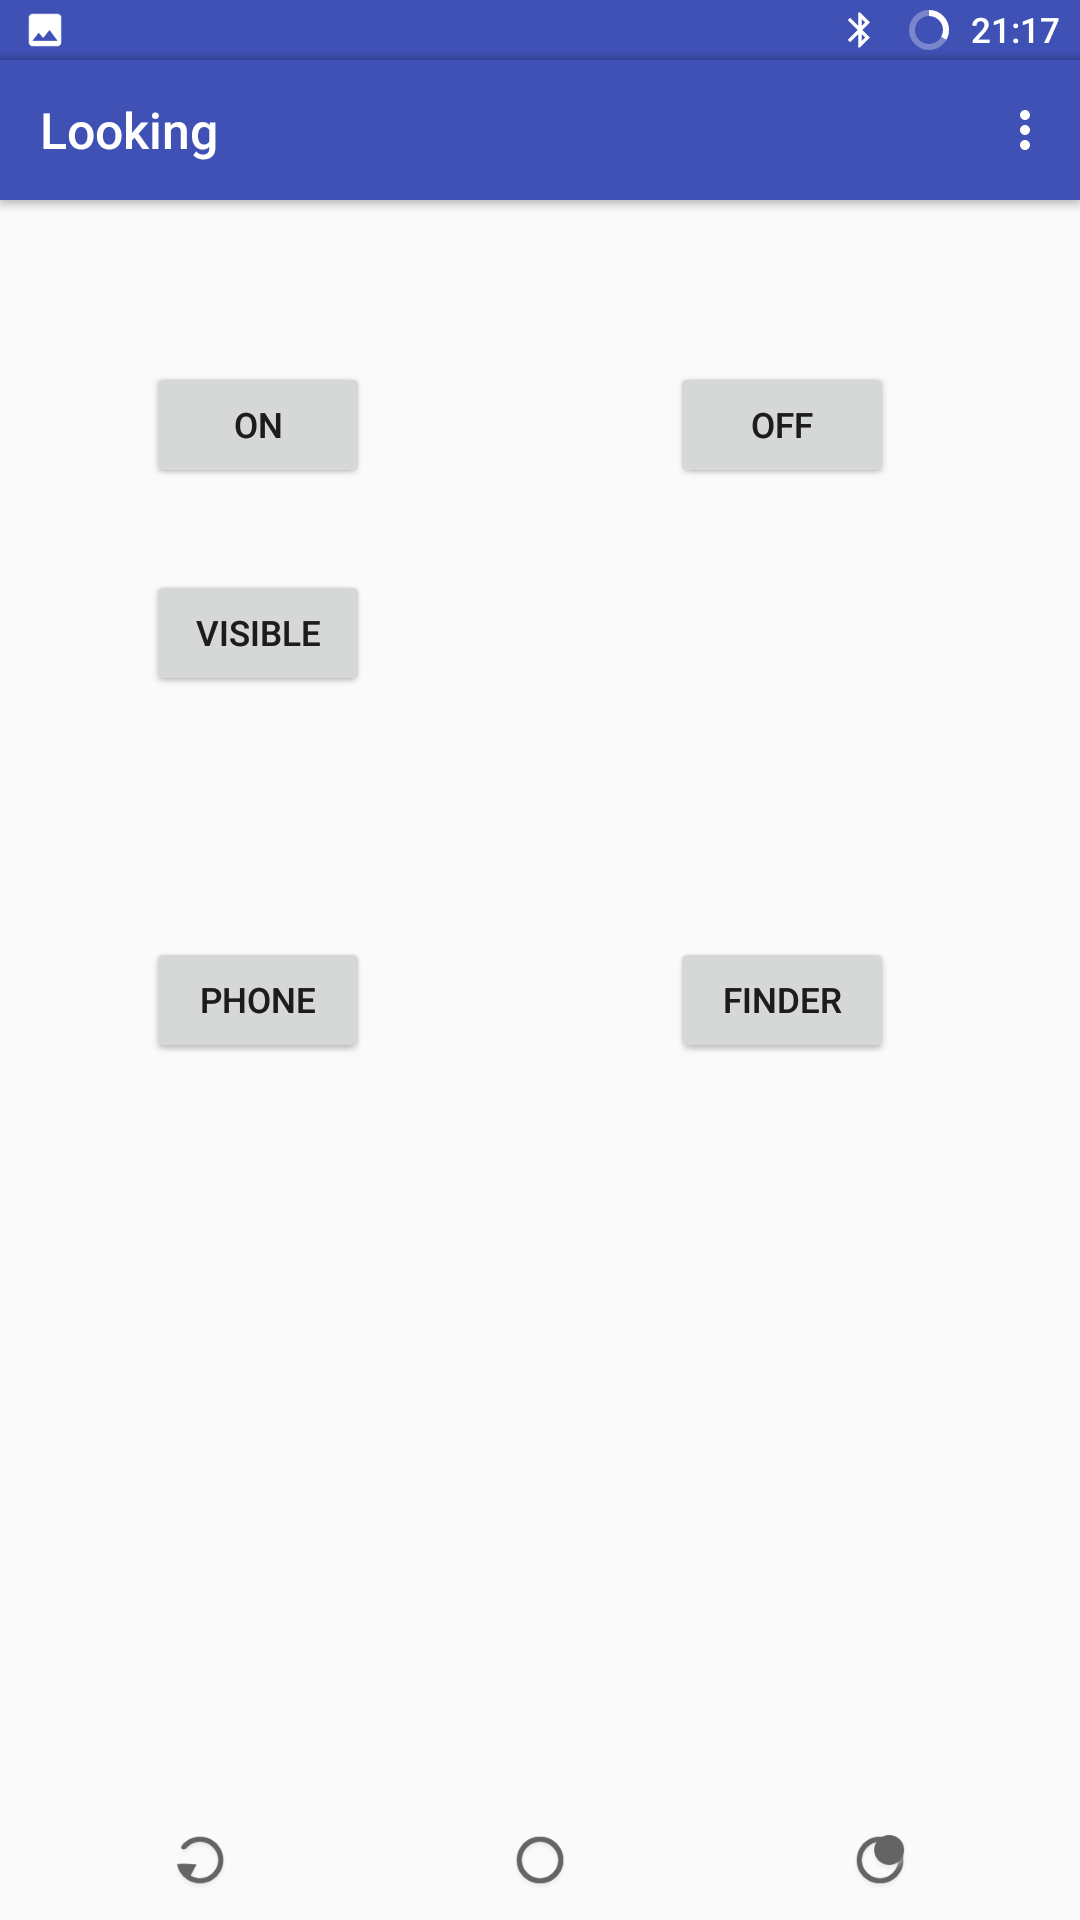 21:17
Looking
ON
OFF
VISIBLE
PHONE
FINDER